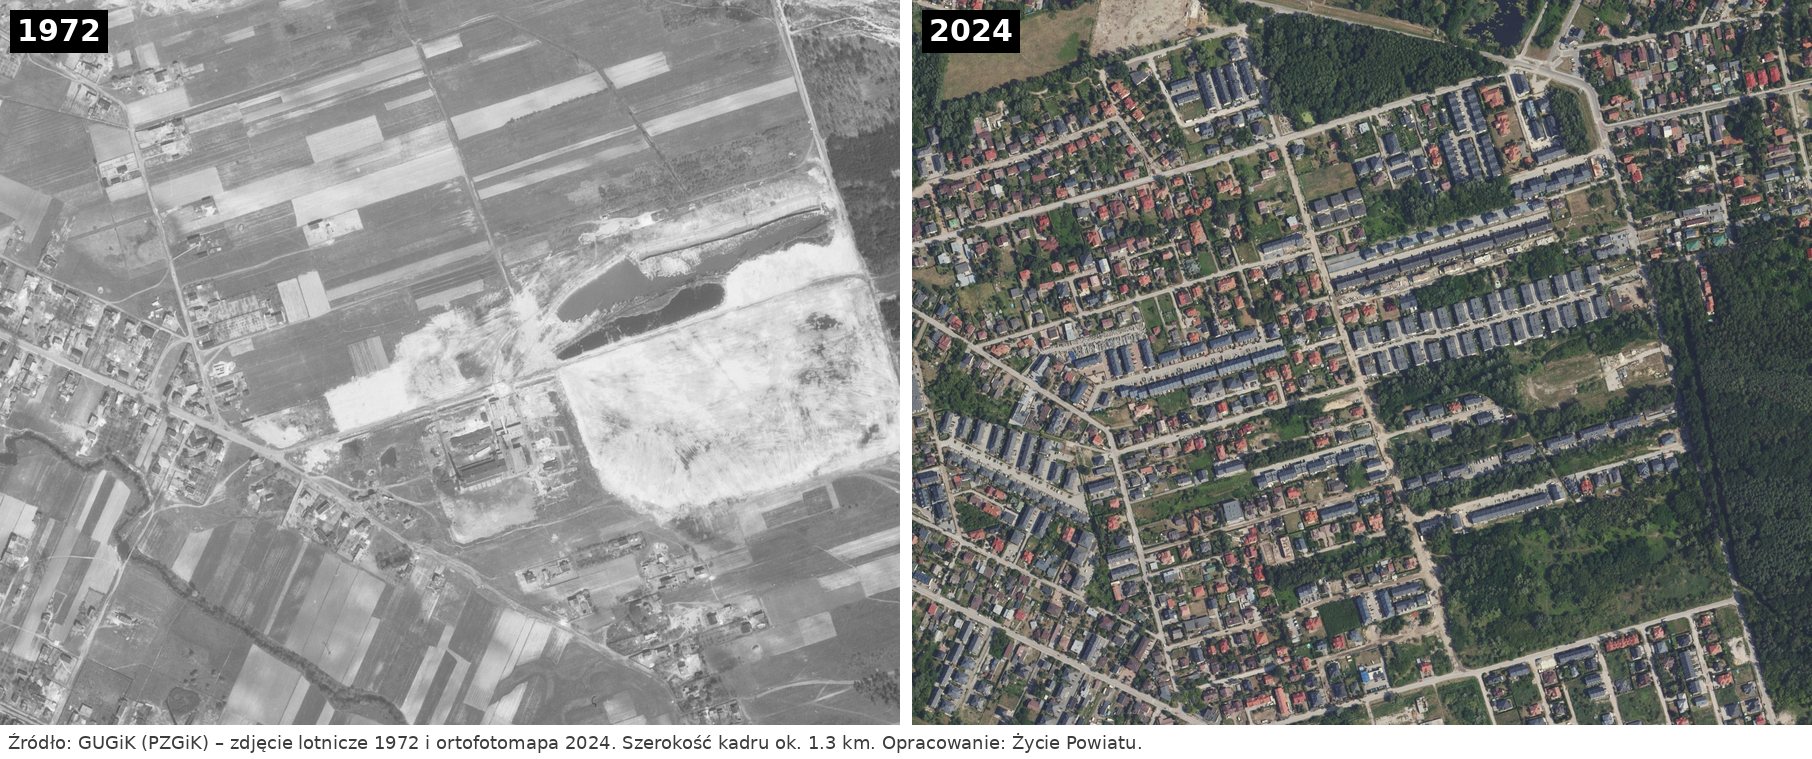 1972
2024
Źródło: GUGiK (PZGiK) – zdjęcie lotnicze 1972 i ortofotomapa 2024. Szerokość kadru ok. 1.3 km. Opracowanie: Życie Powiatu.